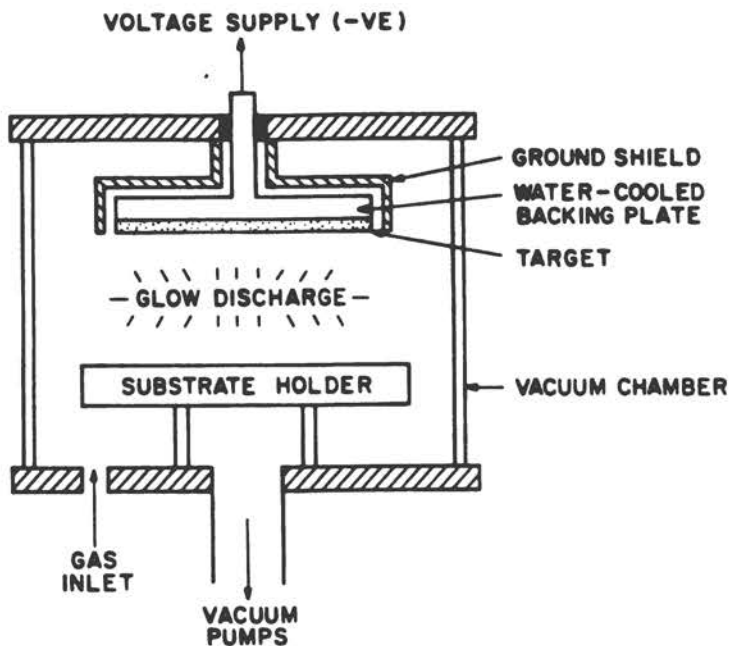 VOLTAGE SUPPLY (-VE)
GROUND SHIELD
WATER-COOLED
BACKING PLATE
TARGET
GLOW DISCHARGE
SUBSTRATE HOLDER
VACUUM CHAMBER
GAS
INLET
VACUUM
PUMPS